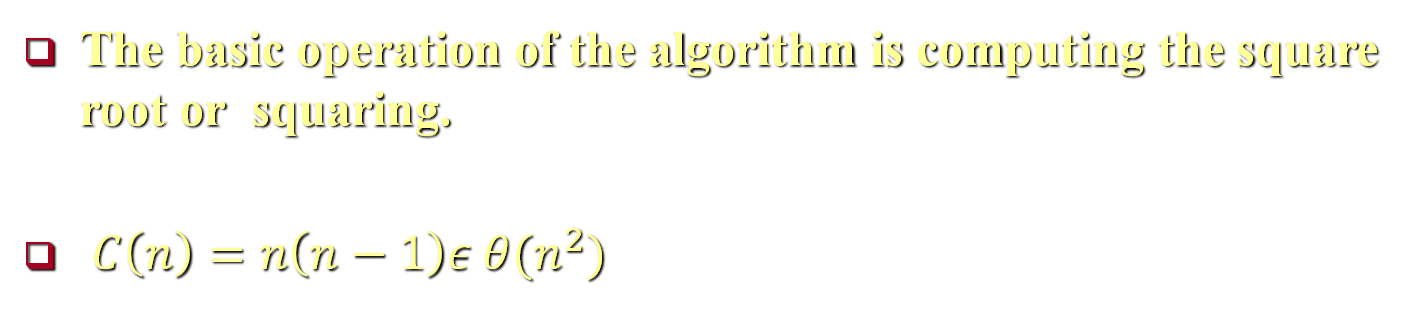 The basic operation of the algorithm is computing the square
root or squaring.
C(n) = n(n − 1)ϵ θ(n²)